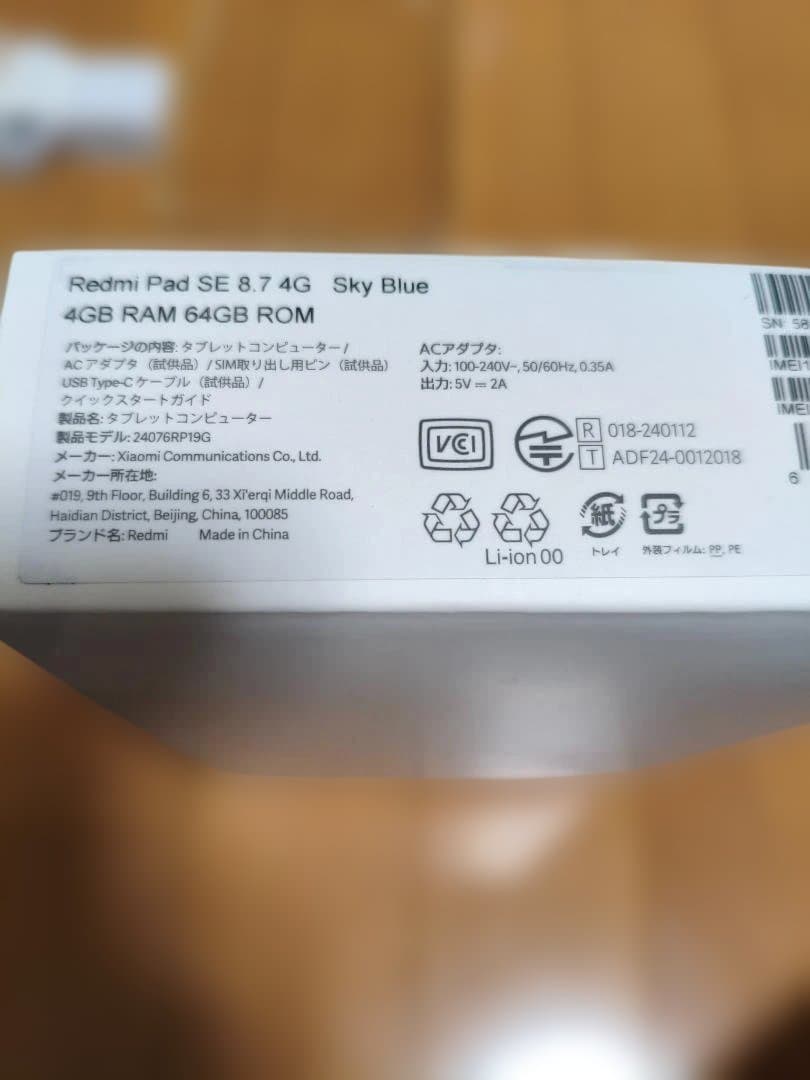 Redmi Pad SE 8.7 4G Sky Blue
4GB RAM 64GB ROM
パッケージの内容: タブレットコンピューター /
ACアダプタ（試供品）/ SIM取り出し用ピン（試供品）
USB Type-C ケーブル（試供品）/
クイックスタートガイド
製品名: タブレットコンピューター
製品モデル: 24076RP19G
メーカー: Xiaomi Communications Co., Ltd.
メーカー所在地:
#019, 9th Floor, Building 6, 33 Xi'erqi Middle Road,
Haidian District, Beijing, China, 100085
ブランド名: Redmi Made in China
ACアダプタ:
入力: 100-240V~, 50/60Hz, 0.35A
出力: 5V ⎓ 2A
VCI
R 018-240112
T ADF24-0012018
Li-ion 00
紙
トレイ
プラ
外装フィルム: PP, PE
SN: 58
IMEI1
IMEI
6